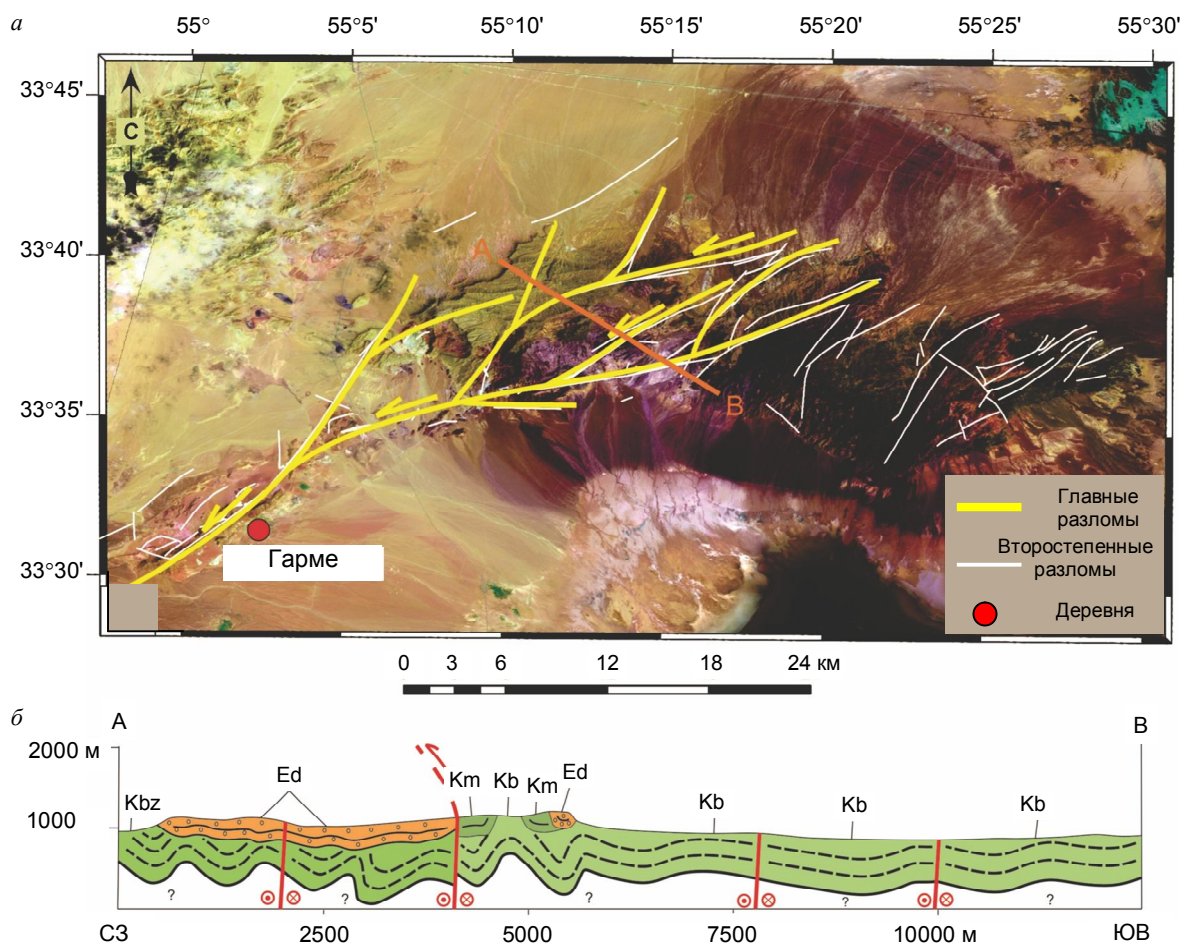 а
55° 55°5' 55°10' 55°15' 55°20' 55°25' 55°30'
33°45'
С
33°40'
A
33°35'
B
33°30'
Гарме
Главные
разломы
Второстепенные
разломы
Деревня
0 3 6 12 18 24 км
б
А В
2000 м
1000
Kbz Ed Km Kb Km Ed Kb Kb Kb
? ? ? ? ?
СЗ 2500 5000 7500 10000 м ЮВ